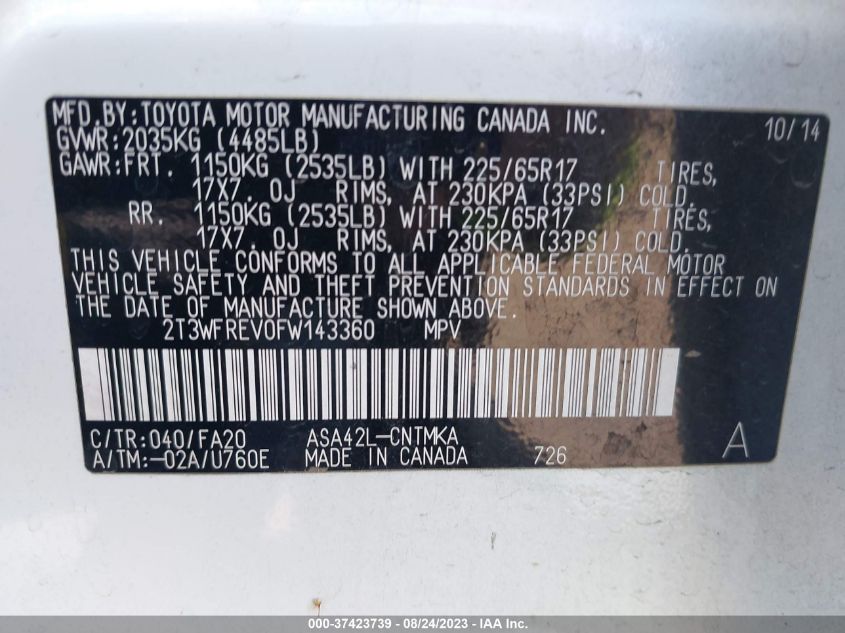 MFD.BY:TOYOTA MOTOR MANUFACTURING CANADA INC. 10/14
GVWR:2035KG (4485LB)
GAWR:FRT. 1150KG (2535LB) WITH 225/65R17 TIRES,
17X7. 0J RIMS, AT 230KPA (33PSI) COLD.
RR. 1150KG (2535LB) WITH 225/65R17 TIRES,
17X7. 0J RIMS, AT 230KPA (33PSI) COLD.
THIS VEHICLE CONFORMS TO ALL APPLICABLE FEDERAL MOTOR
VEHICLE SAFETY AND THEFT PREVENTION STANDARDS IN EFFECT ON
THE DATE OF MANUFACTURE SHOWN ABOVE.
2T3WFREV0FW143360 MPV
C/TR:040/FA20 ASA42L-CNTMKA
A/TM:-02A/U760E MADE IN CANADA 726 A
000-37423739 - 08/24/2023 - IAA Inc.